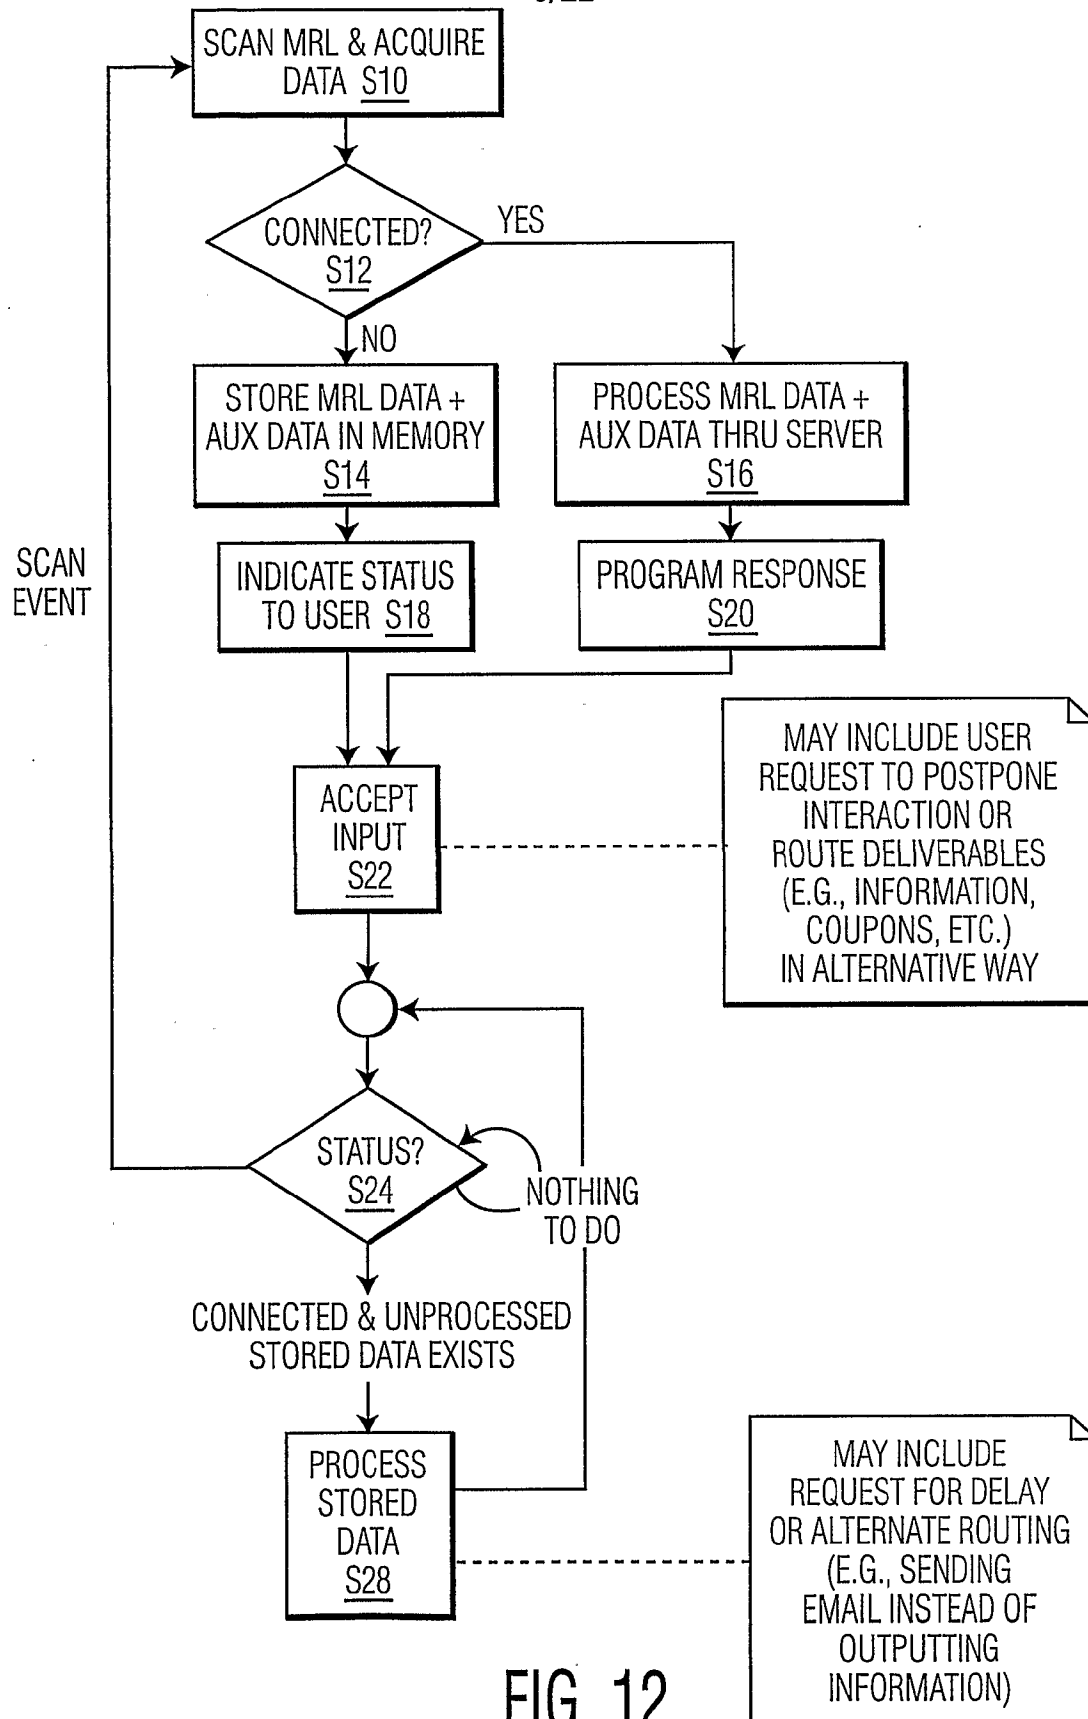 SCAN MRL & ACQUIRE
DATA S10
CONNECTED?
S12
YES
NO
STORE MRL DATA +
AUX DATA IN MEMORY
S14
PROCESS MRL DATA +
AUX DATA THRU SERVER
S16
SCAN
EVENT
INDICATE STATUS
TO USER S18
PROGRAM RESPONSE
S20
ACCEPT
INPUT
S22
MAY INCLUDE USER
REQUEST TO POSTPONE
INTERACTION OR
ROUTE DELIVERABLES
(E.G., INFORMATION,
COUPONS, ETC.)
IN ALTERNATIVE WAY
STATUS?
S24
NOTHING
TO DO
CONNECTED & UNPROCESSED
STORED DATA EXISTS
PROCESS
STORED
DATA
S28
MAY INCLUDE
REQUEST FOR DELAY
OR ALTERNATE ROUTING
(E.G., SENDING
EMAIL INSTEAD OF
OUTPUTTING
INFORMATION)
FIG. 12